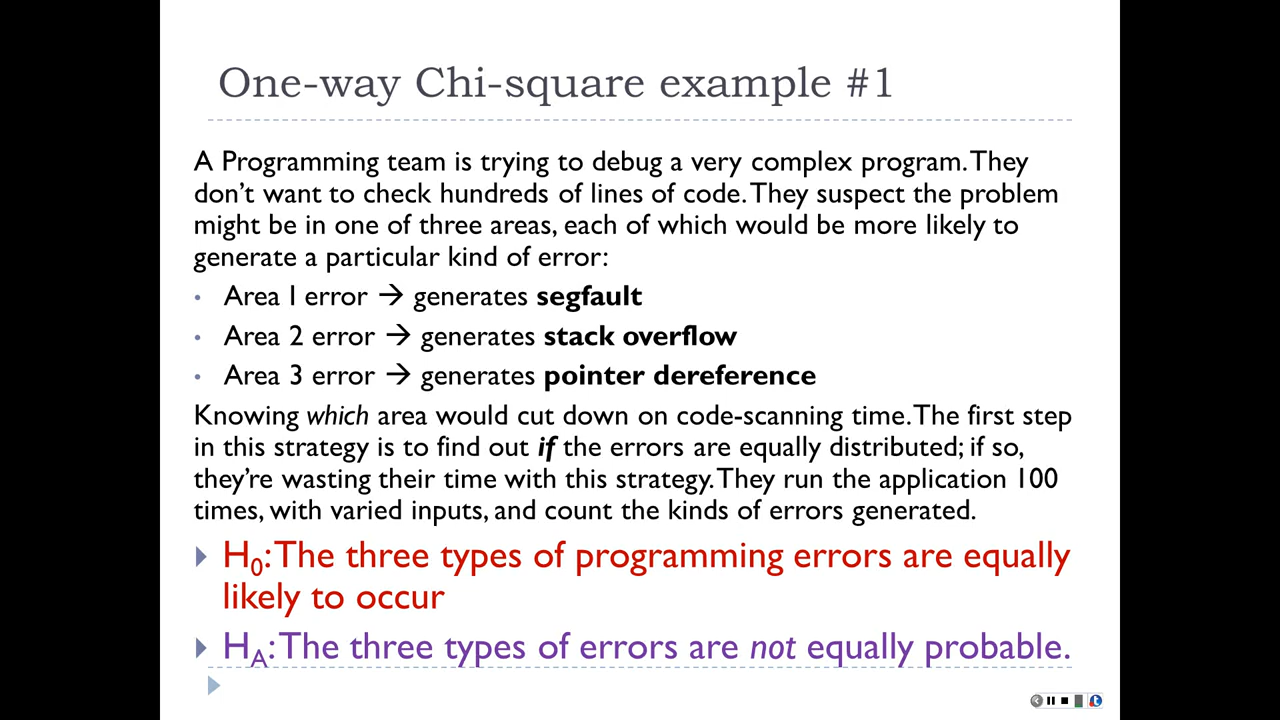 One-way Chi-square example #1
A Programming team is trying to debug a very complex program. They
don't want to check hundreds of lines of code. They suspect the problem
might be in one of three areas, each of which would be more likely to
generate a particular kind of error:
• Area 1 error → generates segfault
• Area 2 error → generates stack overflow
• Area 3 error → generates pointer dereference
Knowing which area would cut down on code-scanning time. The first step
in this strategy is to find out if the errors are equally distributed; if so,
they're wasting their time with this strategy. They run the application 100
times, with varied inputs, and count the kinds of errors generated.
H₀: The three types of programming errors are equally
likely to occur
H_A: The three types of errors are not equally probable.